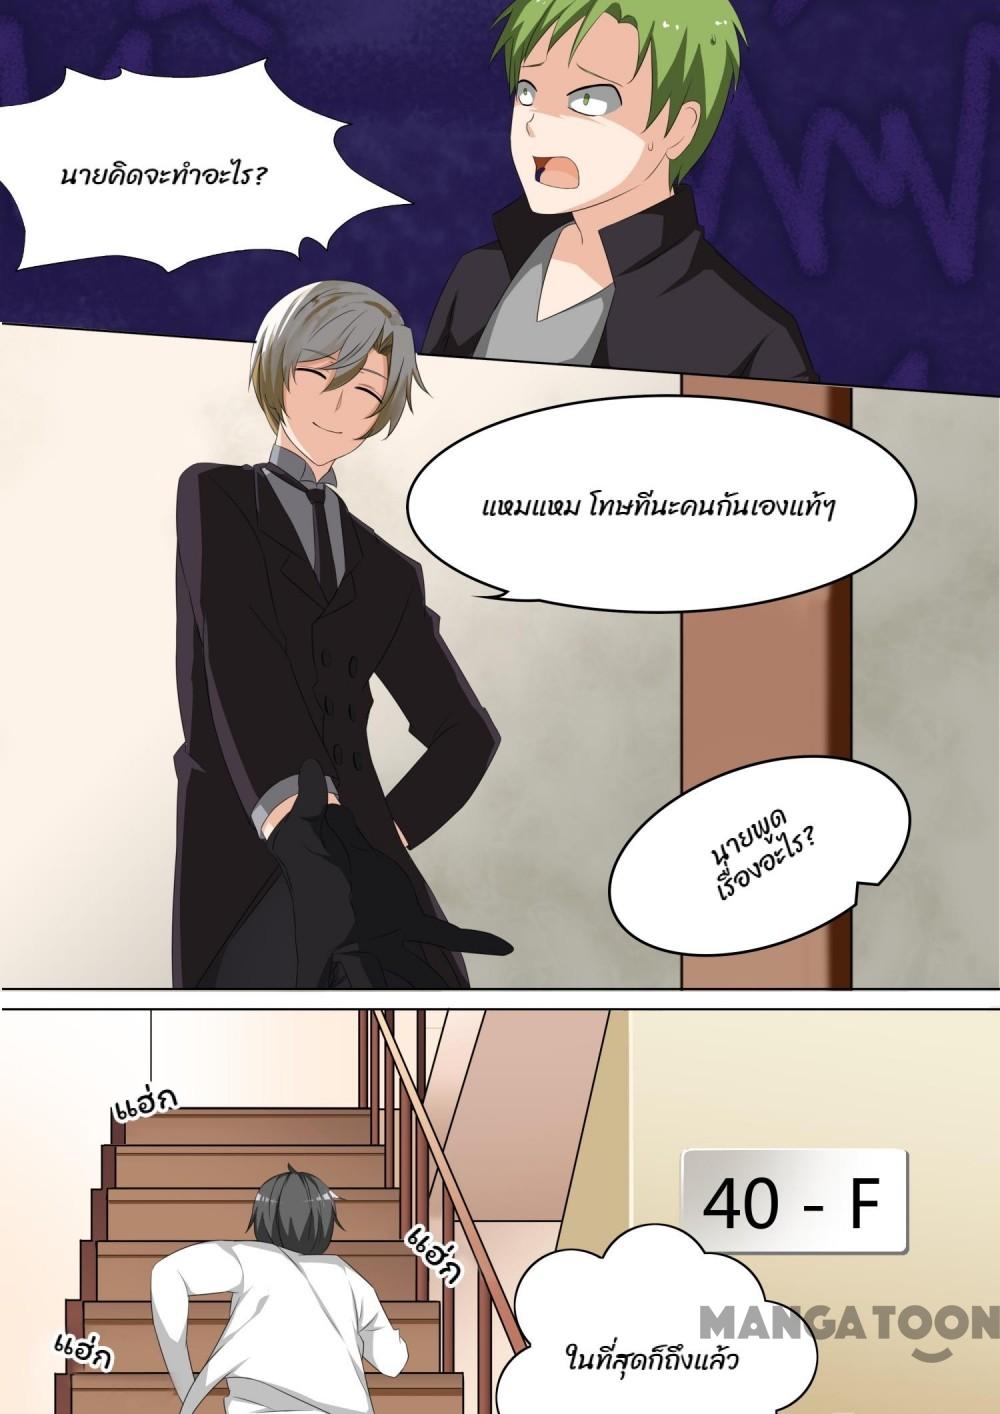 นายคิดจะทำอะไร?
แหมแหม โทษทีนะคนกันเองแท้ๆ
นายพูด
เรื่องอะไร?
แฮ่ก
แฮ่ก
แฮ่ก
40 - F
ในที่สุดก็ถึงแล้ว
MANGATOON